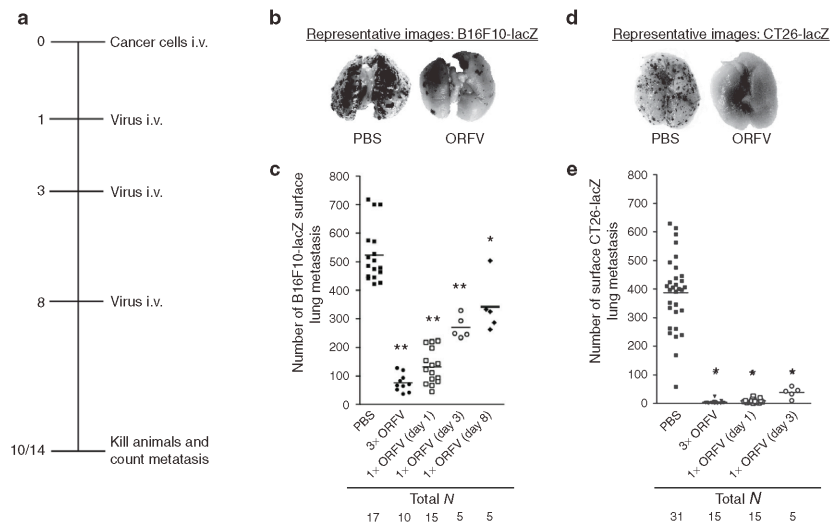 a
0
Cancer cells i.v.
1
Virus i.v.
3
Virus i.v.
8
Virus i.v.
10/14
Kill animals and
count metatasis
b
Representative images: B16F10-lacZ
PBS
ORFV
c
Number of B16F10-lacZ surface
lung metastasis
800
700
600
500
400
300
200
100
0
**
**
**
*
PBS
3× ORFV
1× ORFV (day 1)
1× ORFV (day 3)
1× ORFV (day 8)
Total N
17 10 15 5 5
d
Representative images: CT26-lacZ
PBS
ORFV
e
Number of surface CT26-lacZ
lung metastasis
800
700
600
500
400
300
200
100
0
*
*
*
PBS
3× ORFV
1× ORFV (day 1)
1× ORFV (day 3)
Total N
31 15 15 5